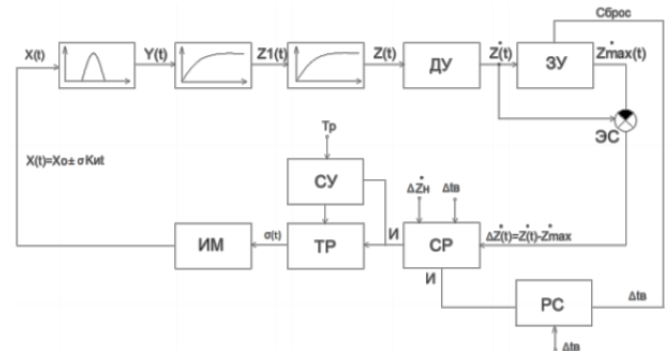 Сброс
X(t)
Y(t)
Z1(t)
Z(t)
ДУ
Z(t)
ЗУ
Zmax(t)
ЭС
Tp
X(t)=Xo± σKиt
СУ
ΔZн
Δtв
ИМ
σ(t)
ТР
И
СР
ΔZ(t)=Z(t)-Zmax
И
РС
Δtв
Δtв